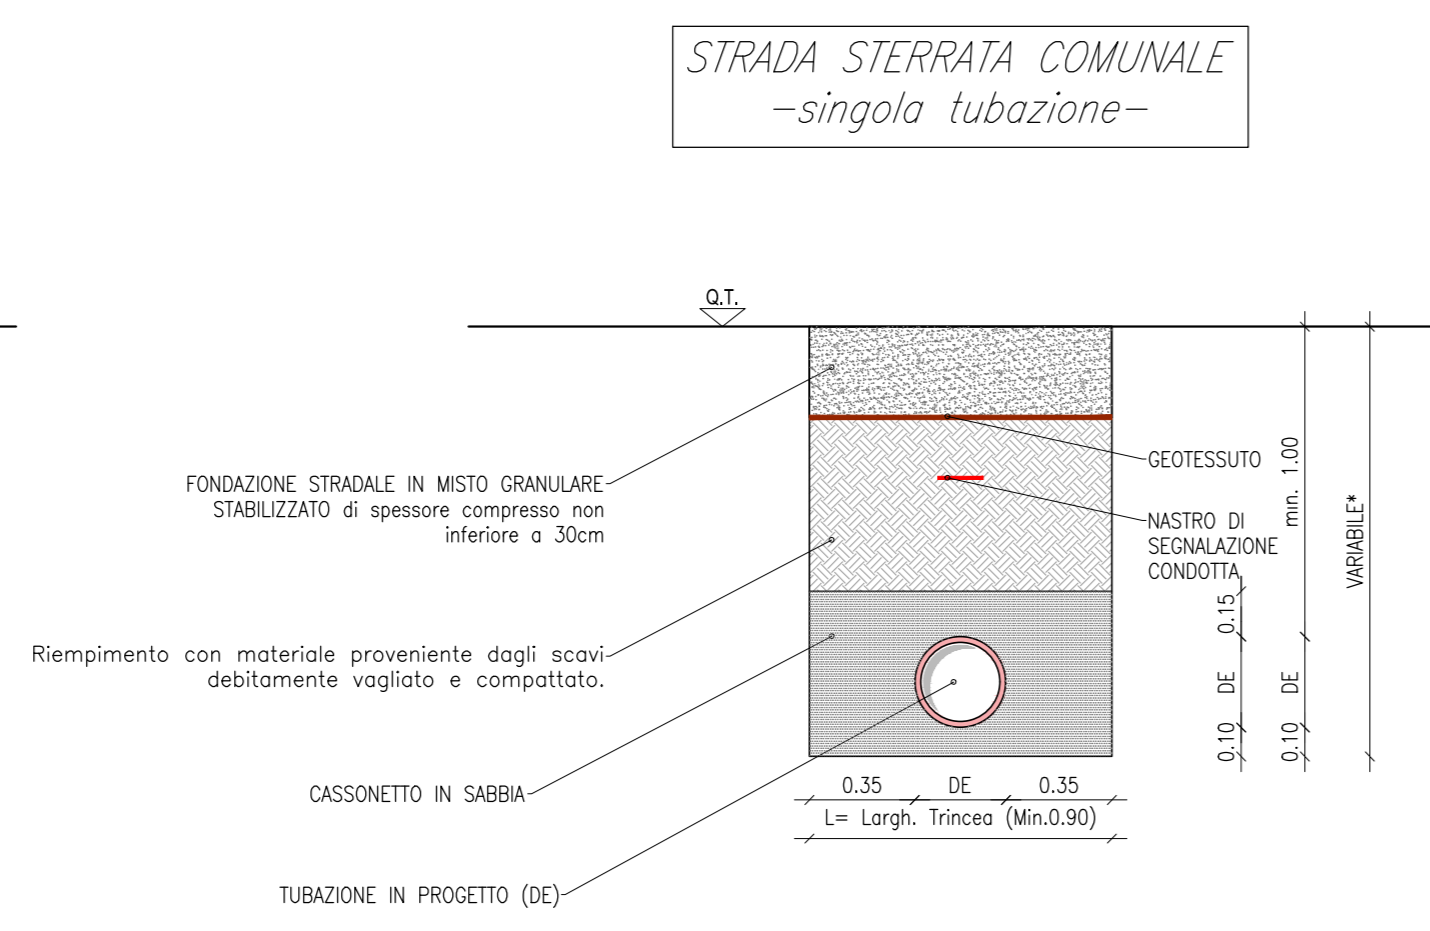 STRADA STERRATA COMUNALE
-singola tubazione-
Q.T.
FONDAZIONE STRADALE IN MISTO GRANULARE
STABILIZZATO di spessore compresso non
inferiore a 30cm
GEOTESSUTO
NASTRO DI
SEGNALAZIONE
CONDOTTA
min. 1.00
VARIABILE*
0.15
DE
0.10
DE
0.10
Riempimento con materiale proveniente dagli scavi
debitamente vagliato e compattato.
CASSONETTO IN SABBIA
0.35 DE 0.35
L= Largh. Trincea (Min.0.90)
TUBAZIONE IN PROGETTO (DE)